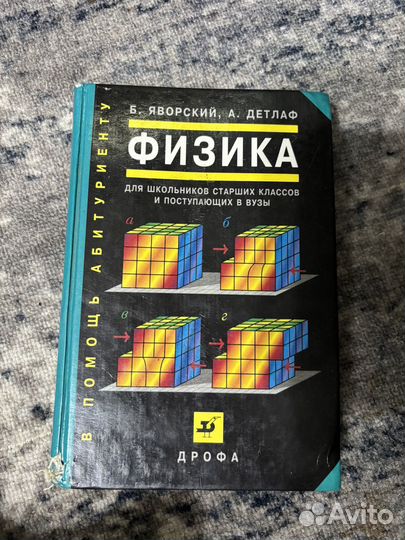 Б. ЯВОРСКИЙ, А. ДЕТЛАФ
ФИЗИКА
ДЛЯ ШКОЛЬНИКОВ СТАРШИХ КЛАССОВ
И ПОСТУПАЮЩИХ В ВУЗЫ
а
б
в
г
ДРОФА
В ПОМОЩЬ АБИТУРИЕНТУ
Avito